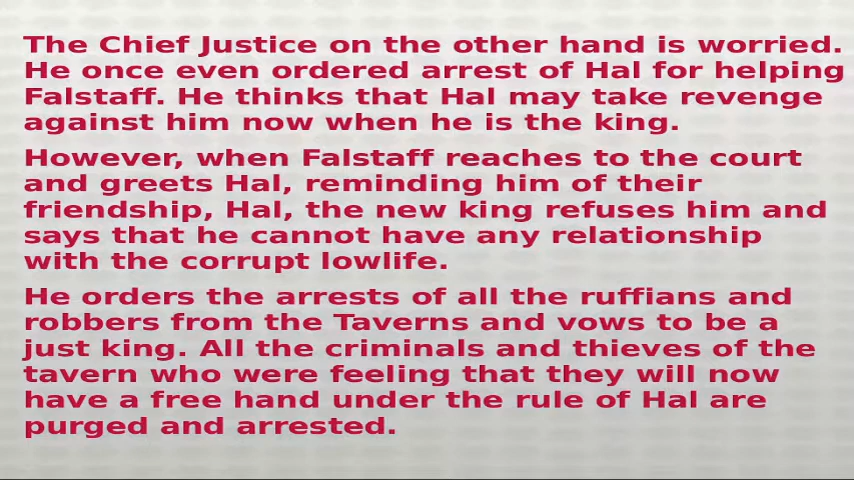 The Chief Justice on the other hand is worried.
He once even ordered arrest of Hal for helping
Falstaff. He thinks that Hal may take revenge
against him now when he is the king.
However, when Falstaff reaches to the court
and greets Hal, reminding him of their
friendship, Hal, the new king refuses him and
says that he cannot have any relationship
with the corrupt lowlife.
He orders the arrests of all the ruffians and
robbers from the Taverns and vows to be a
just king. All the criminals and thieves of the
tavern who were feeling that they will now
have a free hand under the rule of Hal are
purged and arrested.